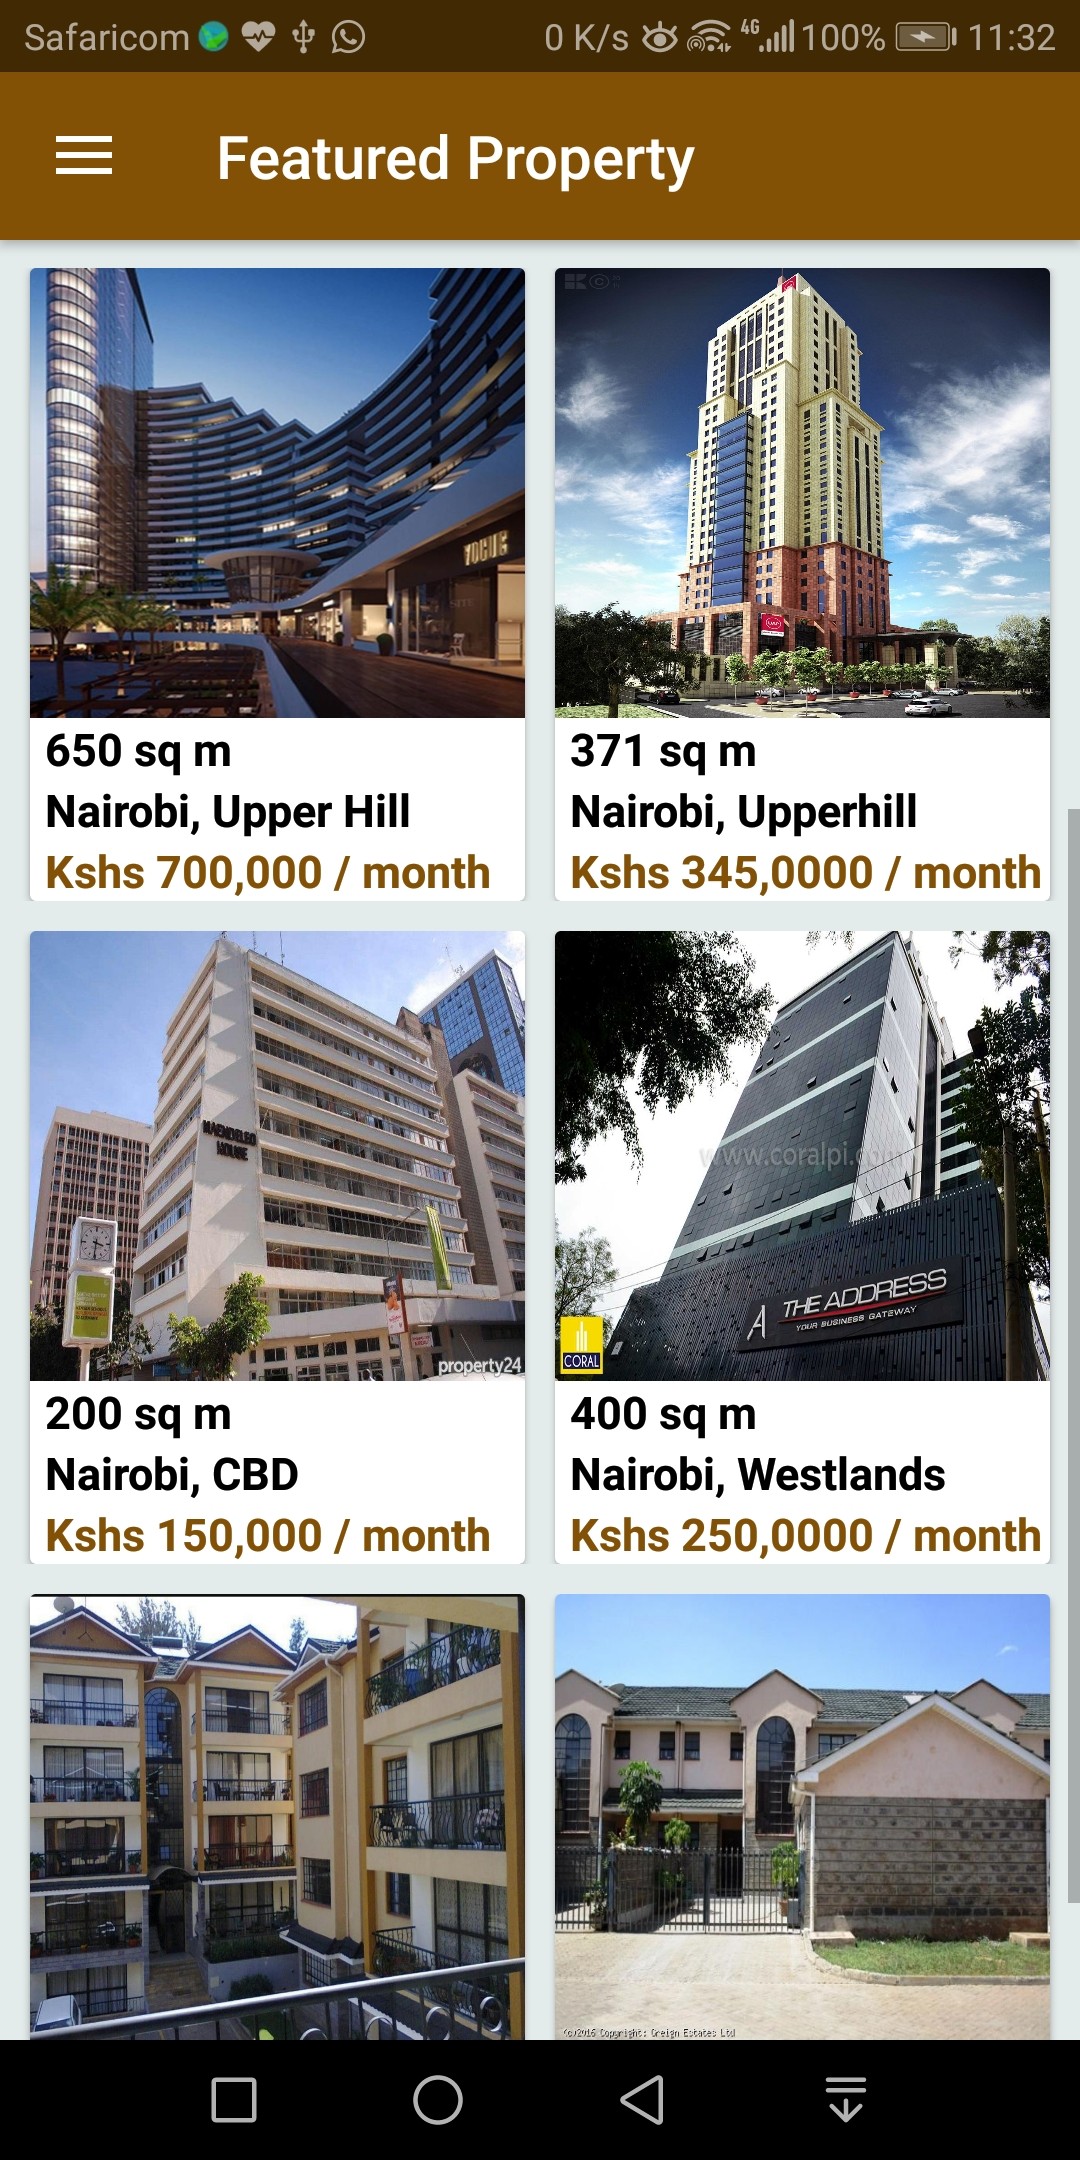 Safaricom 0 K/s 4G 100% 11:32
Featured Property
VOGUE
650 sq m
Nairobi, Upper Hill
Kshs 700,000 / month
371 sq m
Nairobi, Upperhill
Kshs 345,0000 / month
MAENDELEO
HOUSE
property24
200 sq m
Nairobi, CBD
Kshs 150,000 / month
www.coralpi.com
THE ADDRESS
YOUR BUSINESS GATEWAY
CORAL
400 sq m
Nairobi, Westlands
Kshs 250,0000 / month
(c)2016 Copyright: Greign Estates Ltd